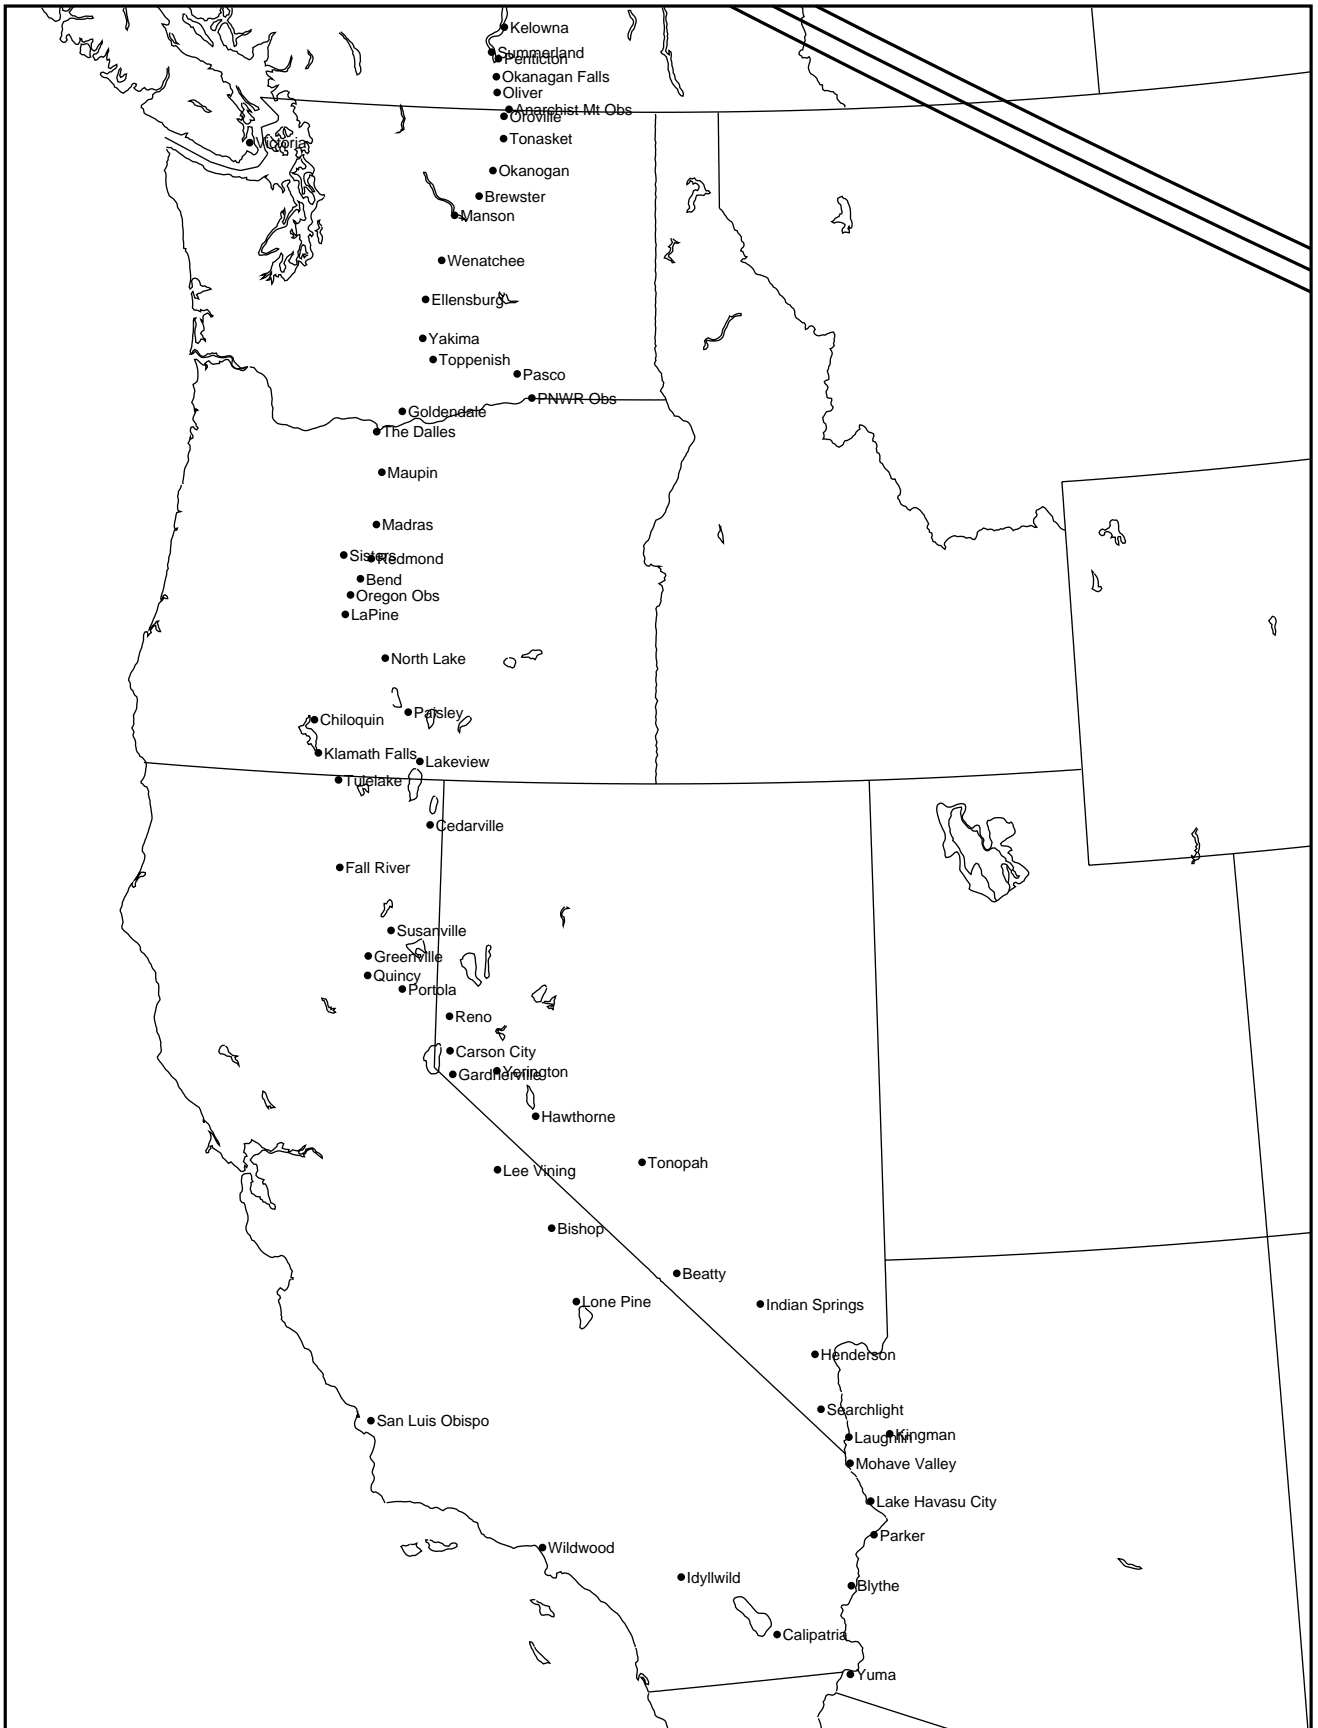 Kelowna
Summerland
Penticton
Okanagan Falls
Oliver
Anarchist Mt Obs
Oroville
Tonasket
Victoria
Okanogan
Brewster
Manson
Wenatchee
Ellensburg
Yakima
Toppenish
Pasco
PNWR Obs
Goldendale
The Dalles
Maupin
Madras
Sisters
Redmond
Bend
Oregon Obs
LaPine
North Lake
Paisley
Chiloquin
Klamath Falls
Lakeview
Tulelake
Cedarville
Fall River
Susanville
Greenville
Quincy
Portola
Reno
Carson City
Yerington
Gardnerville
Hawthorne
Tonopah
Lee Vining
Bishop
Beatty
Lone Pine
Indian Springs
Henderson
Searchlight
San Luis Obispo
Kingman
Laughlin
Mohave Valley
Lake Havasu City
Parker
Wildwood
Idyllwild
Blythe
Calipatria
Yuma